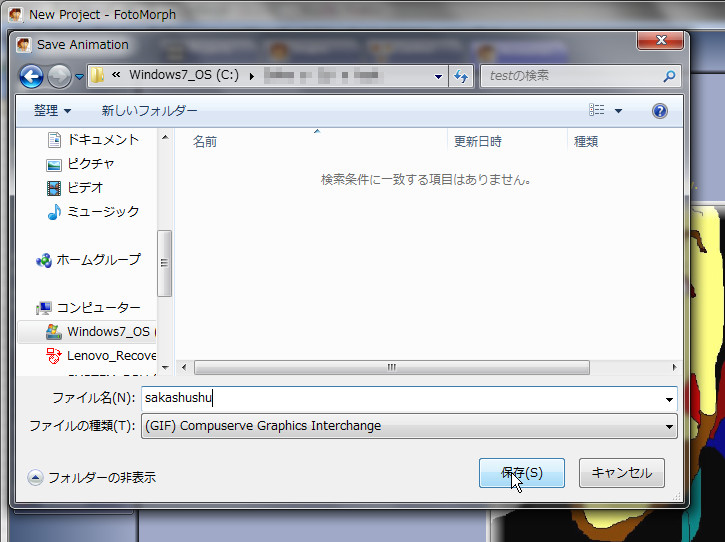 New Project - FotoMorph
Save Animation
« Windows7_OS (C:)
testの検索
整理
新しいフォルダー
名前
更新日時
種類
ドキュメント
検索条件に一致する項目はありません。
ピクチャ
ビデオ
ミュージック
ホームグループ
コンピューター
Windows7_OS (
Lenovo_Recove
ファイル名(N):
sakashushu
ファイルの種類(T):
(GIF) Compuserve Graphics Interchange
フォルダーの非表示
保存(S)
キャンセル